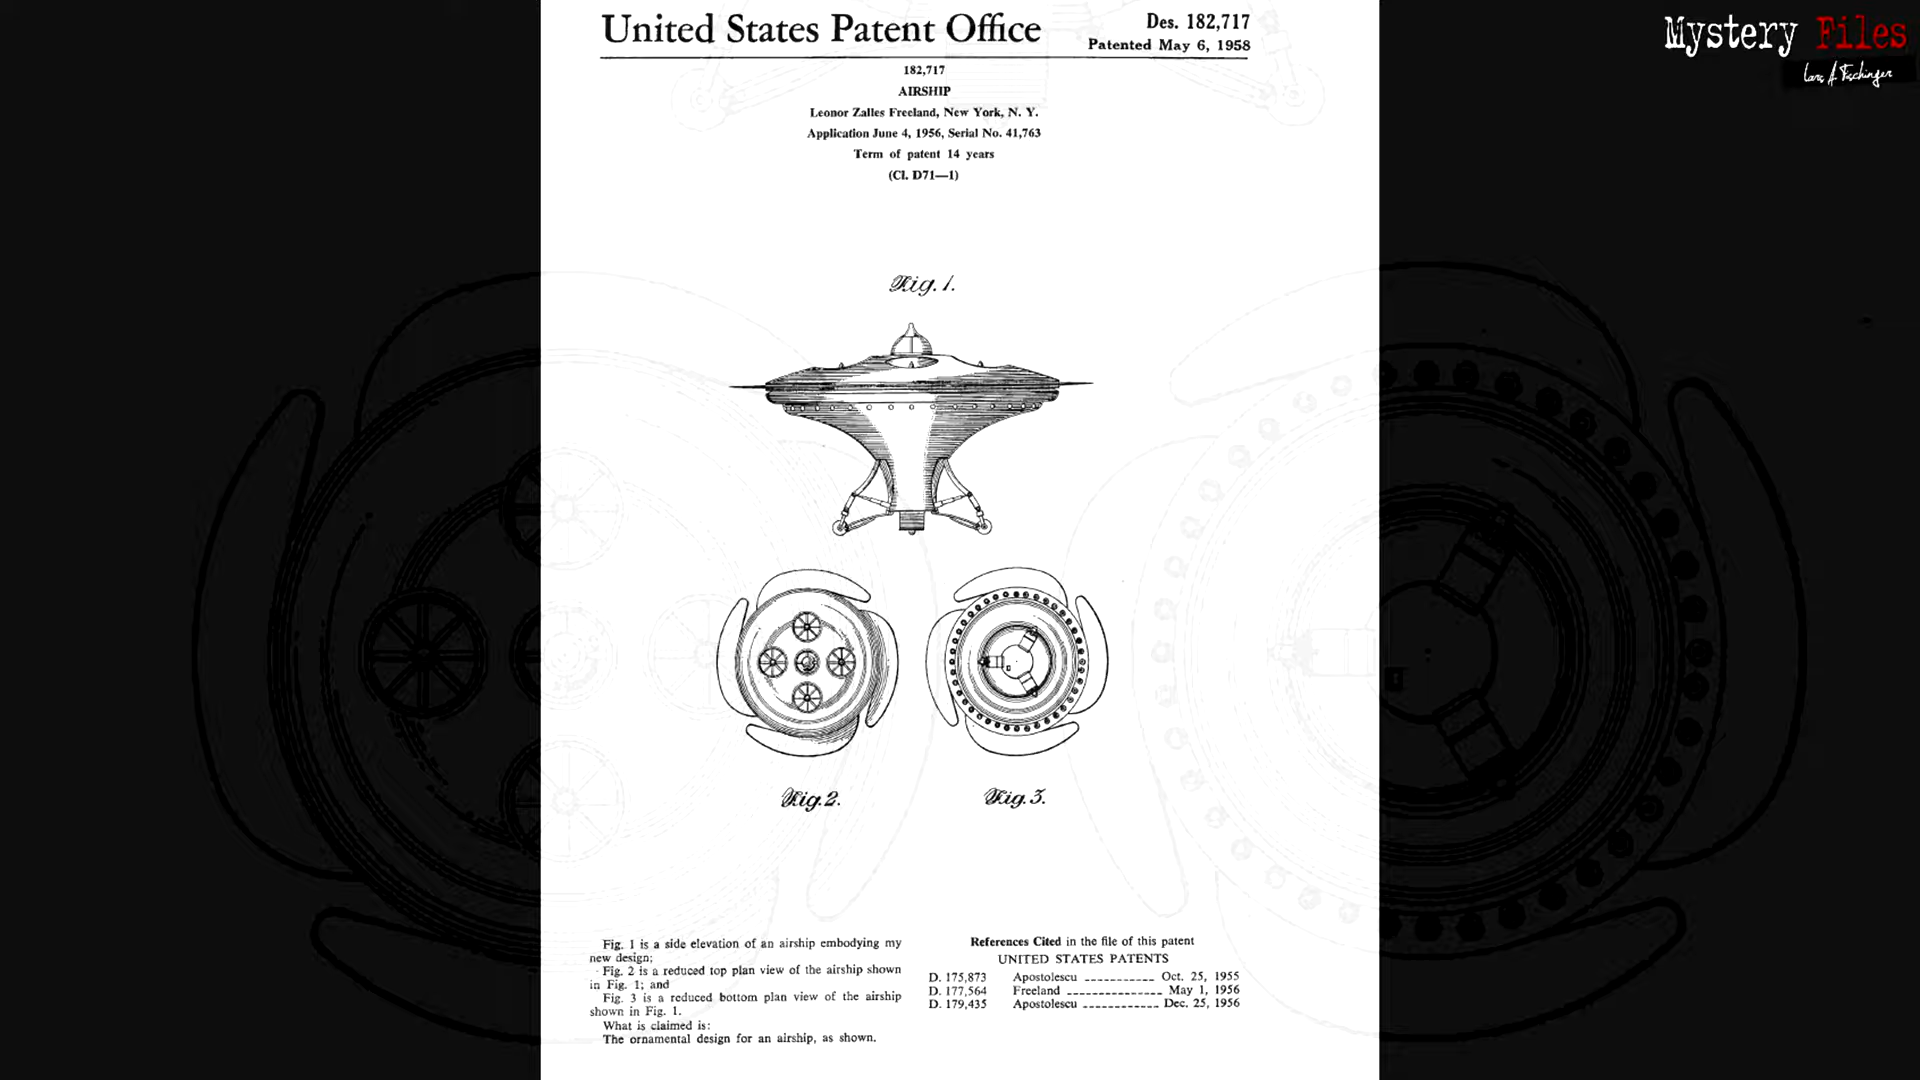 United States Patent Office
Des. 182,717
Patented May 6, 1958
182,717
AIRSHIP
Leonor Zalles Freeland, New York, N. Y.
Application June 4, 1956, Serial No. 41,763
Term of patent 14 years
(Cl. D71—1)
Fig. 1.
Fig. 2.
Fig. 3.
Fig. 1 is a side elevation of an airship embodying my
new design;
Fig. 2 is a reduced top plan view of the airship shown
in Fig. 1; and
Fig. 3 is a reduced bottom plan view of the airship
shown in Fig. 1.
What is claimed is:
The ornamental design for an airship, as shown.
References Cited in the file of this patent
UNITED STATES PATENTS
D. 175,873 Apostolescu ----------- Oct. 25, 1955
D. 177,564 Freeland --------------- May 1, 1956
D. 179,435 Apostolescu ------------ Dec. 25, 1956
Mystery Files
Lars A. Fischinger